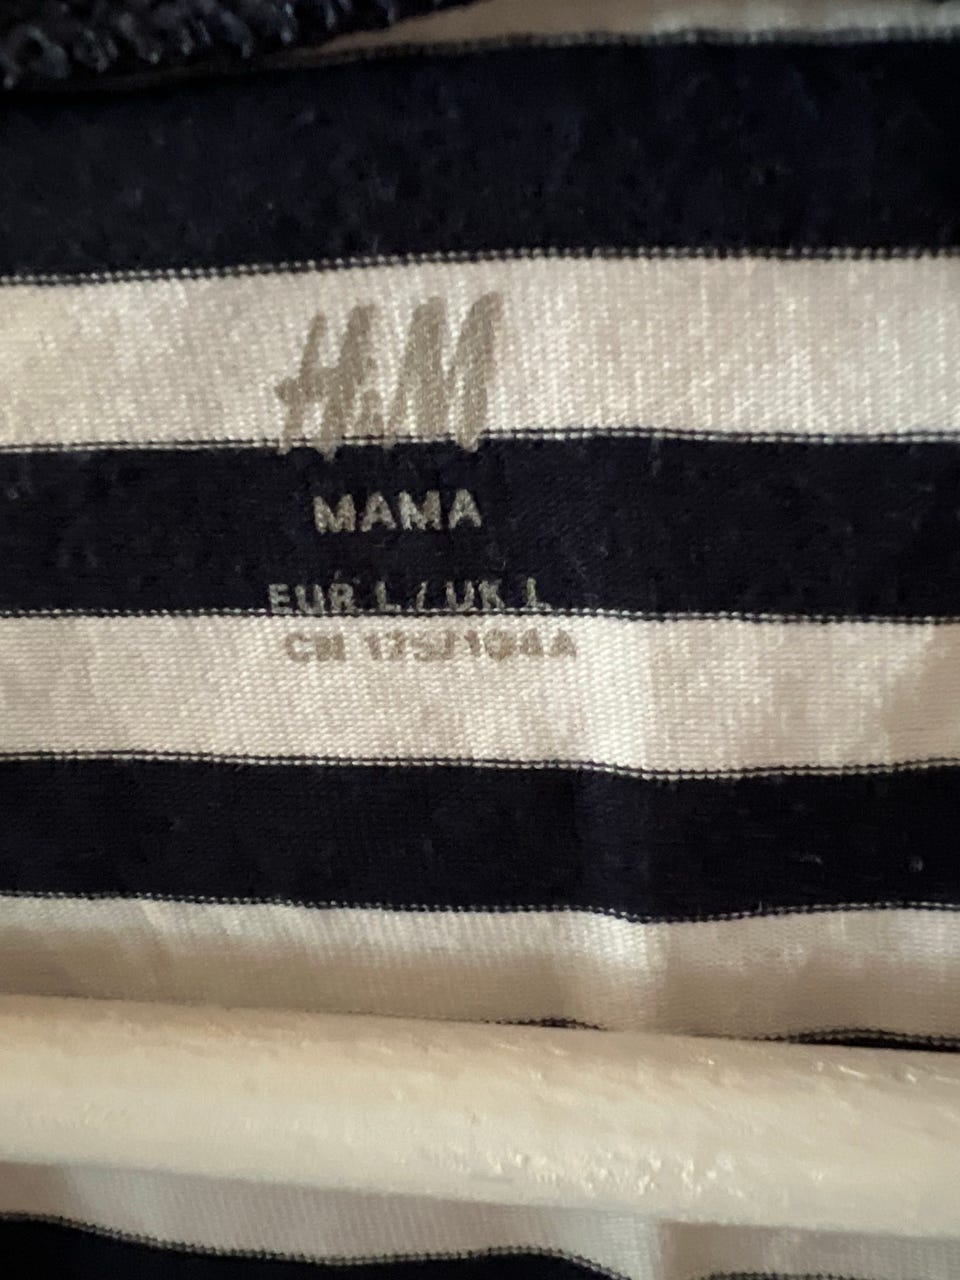 H&M
MAMA
EUR L / UK L
CN 175/104A